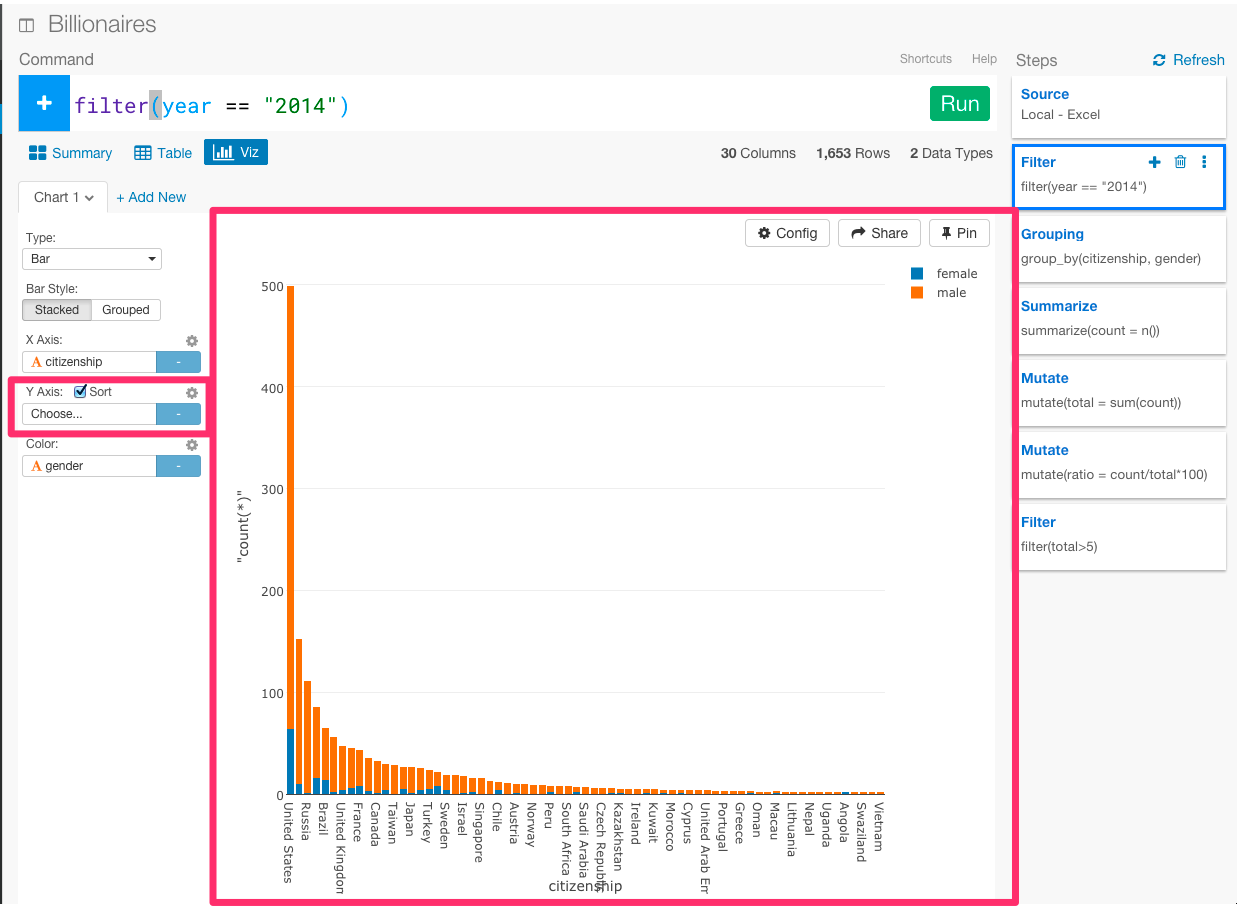 Billionaires
Command
Shortcuts Help
+ filter(year == "2014")
Run
Summary Table Viz
30 Columns 1,653 Rows 2 Data Types
Chart 1 + Add New
Type:
Bar
Bar Style:
Stacked Grouped
X Axis:
A citizenship -
Y Axis: Sort
Choose... -
Color:
A gender -
Config Share Pin
female
male
500
400
300
200
100
0
"count(*)"
United States
Russia
Brazil
United Kingdom
France
Canada
Taiwan
Japan
Turkey
Sweden
Israel
Singapore
Chile
Austria
Norway
Peru
South Africa
Saudi Arabia
Czech Republic
Kazakhstan
Ireland
Kuwait
Morocco
Cyprus
United Arab Em
Portugal
Greece
Oman
Macau
Lithuania
Nepal
Uganda
Angola
Swaziland
Vietnam
citizenship
Steps Refresh
Source
Local - Excel
Filter
filter(year == "2014")
Grouping
group_by(citizenship, gender)
Summarize
summarize(count = n())
Mutate
mutate(total = sum(count))
Mutate
mutate(ratio = count/total*100)
Filter
filter(total>5)